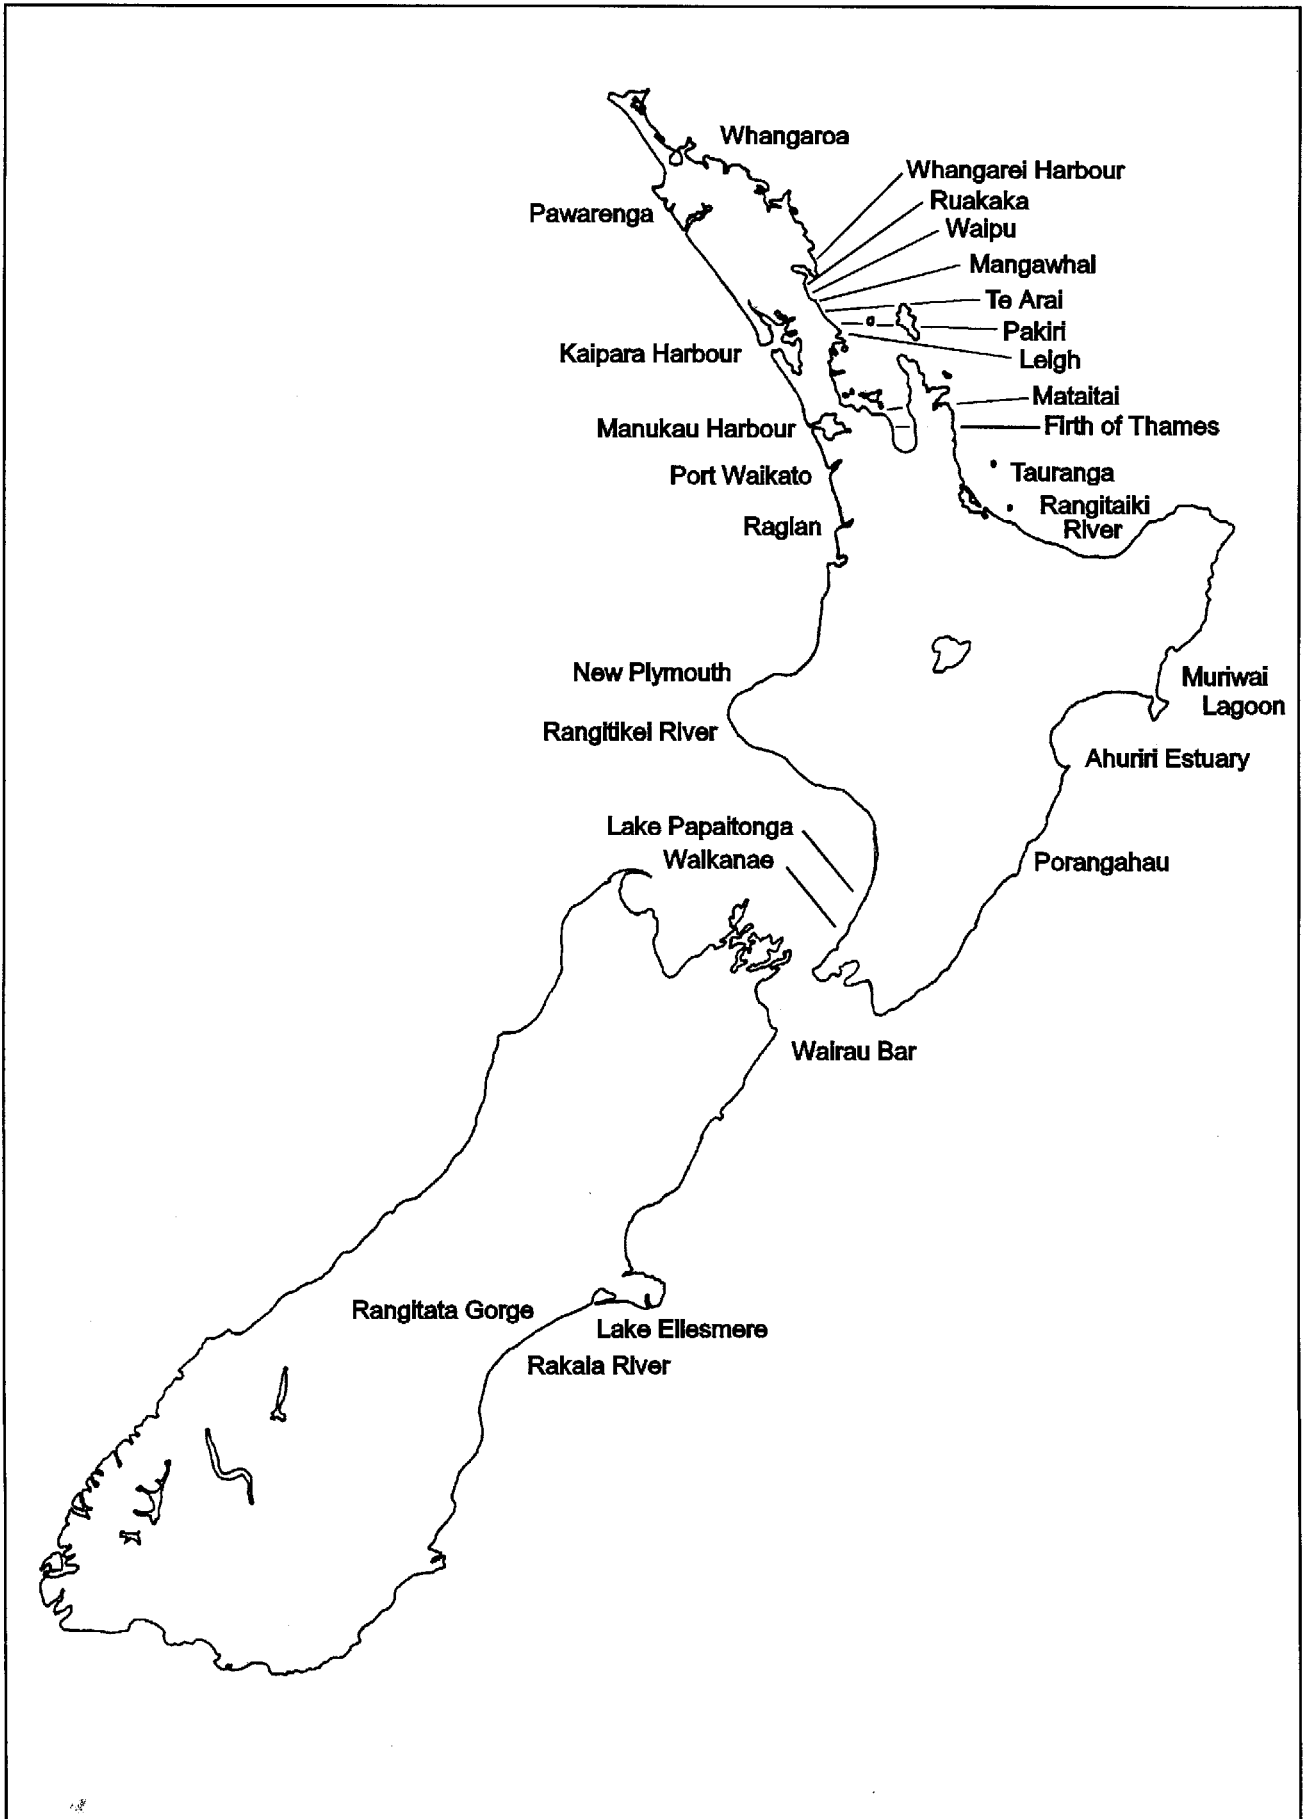 Whangaroa
Whangarei Harbour
Ruakaka
Pawarenga
Waipu
Mangawhai
Te Arai
Pakiri
Kaipara Harbour
Leigh
Mataitai
Manukau Harbour
Firth of Thames
Port Waikato
Tauranga
Rangitaiki
River
Raglan
New Plymouth
Muriwai
Lagoon
Rangitikei River
Ahuriri Estuary
Lake Papaitonga
Waikanae
Porangahau
Wairau Bar
Rangitata Gorge
Lake Ellesmere
Rakaia River